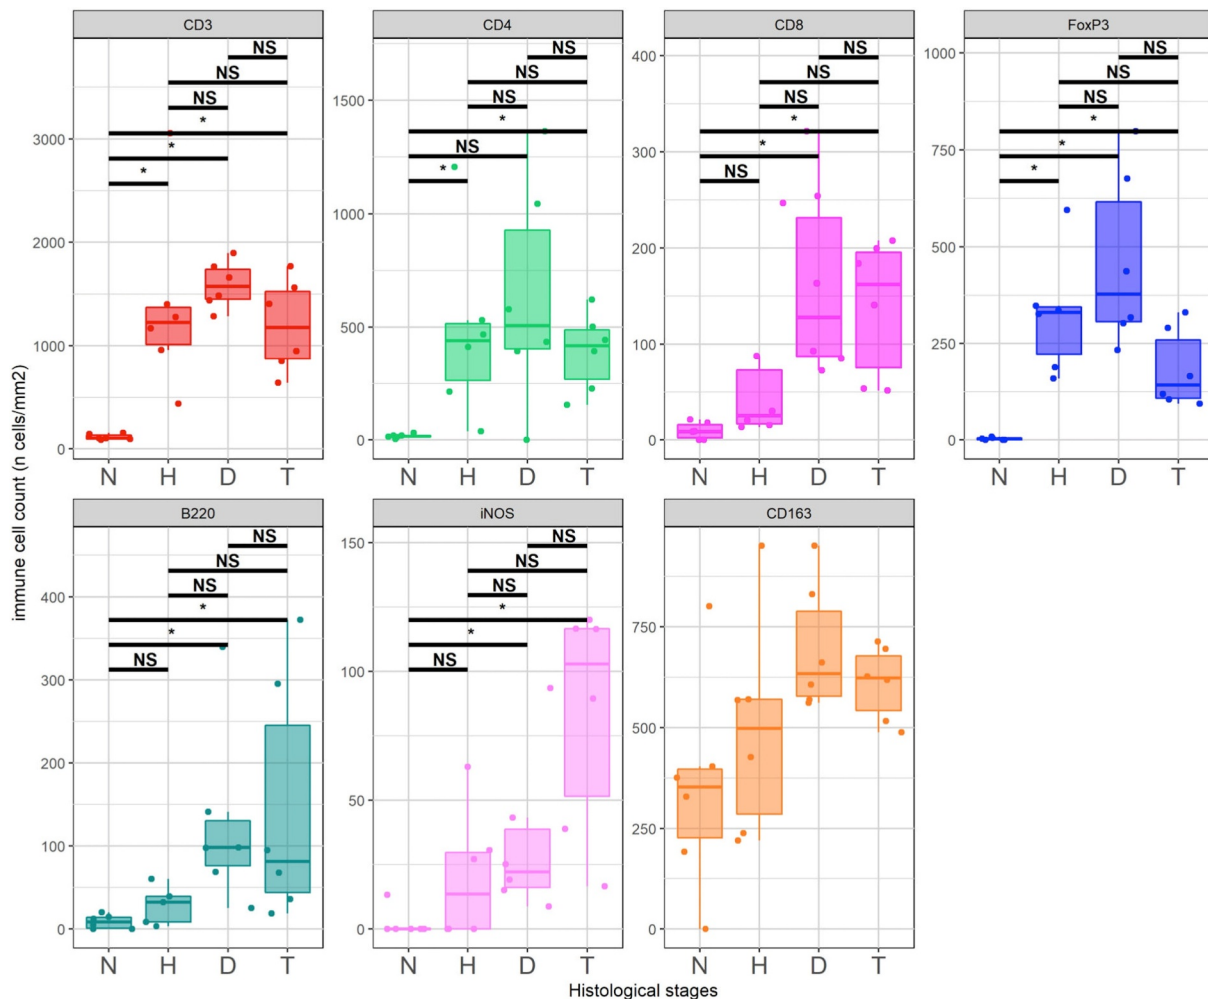 CD3
CD4
CD8
FoxP3
NS
NS
NS
*
*
*
NS
NS
NS
*
NS
*
NS
NS
NS
*
*
NS
NS
NS
NS
*
*
*
3000
2000
1000
0
1500
1000
500
0
400
300
200
100
0
1000
750
500
250
0
N H D T
N H D T
N H D T
N H D T
immune cell count (n cells/mm2)
B220
iNOS
CD163
NS
NS
NS
*
*
NS
NS
NS
NS
*
*
NS
400
300
200
100
0
150
100
50
0
750
500
250
0
N H D T
N H D T
N H D T
Histological stages